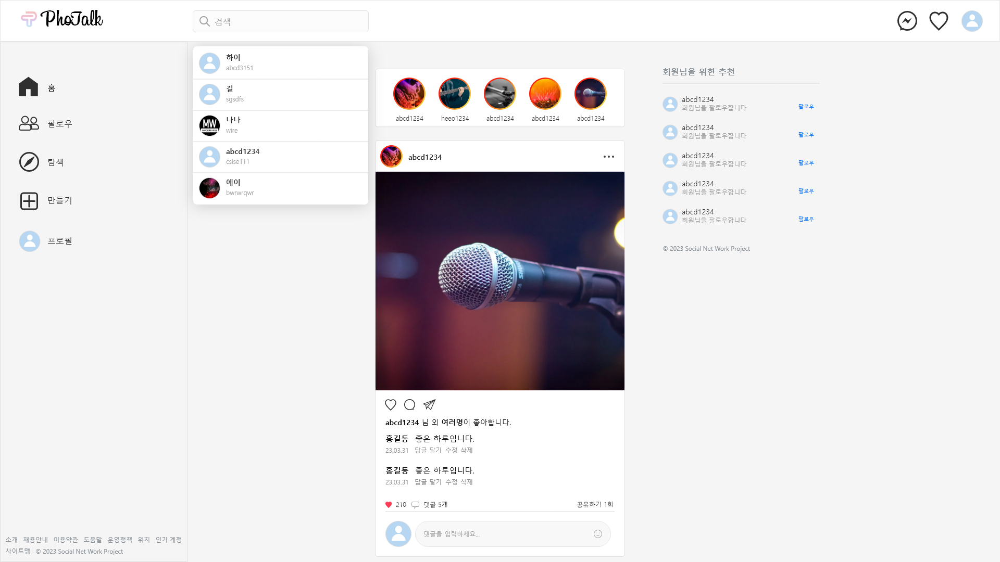 PhoTalk
검색
홈
팔로우
탐색
만들기
프로필
소개 채용안내 이용약관 도움말 운영정책 위치 인기 계정
사이트맵 © 2023 Social Net Work Project
하이
abcd3151
길
sgsdfs
나나
wire
MW
MODERN WEB
abcd1234
csise111
에이
bwrwrqwr
abcd1234 heeo1234 abcd1234 abcd1234 abcd1234
abcd1234
abcd1234 님 외 여러명이 좋아합니다.
홍길동 좋은 하루입니다.
23.03.31 답글 달기 수정 삭제
홍길동 좋은 하루입니다.
23.03.31 답글 달기 수정 삭제
210 댓글 5개 공유하기 1회
댓글을 입력하세요...
회원님을 위한 추천
abcd1234
회원님을 팔로우합니다 팔로우
abcd1234
회원님을 팔로우합니다 팔로우
abcd1234
회원님을 팔로우합니다 팔로우
abcd1234
회원님을 팔로우합니다 팔로우
abcd1234
회원님을 팔로우합니다 팔로우
© 2023 Social Net Work Project